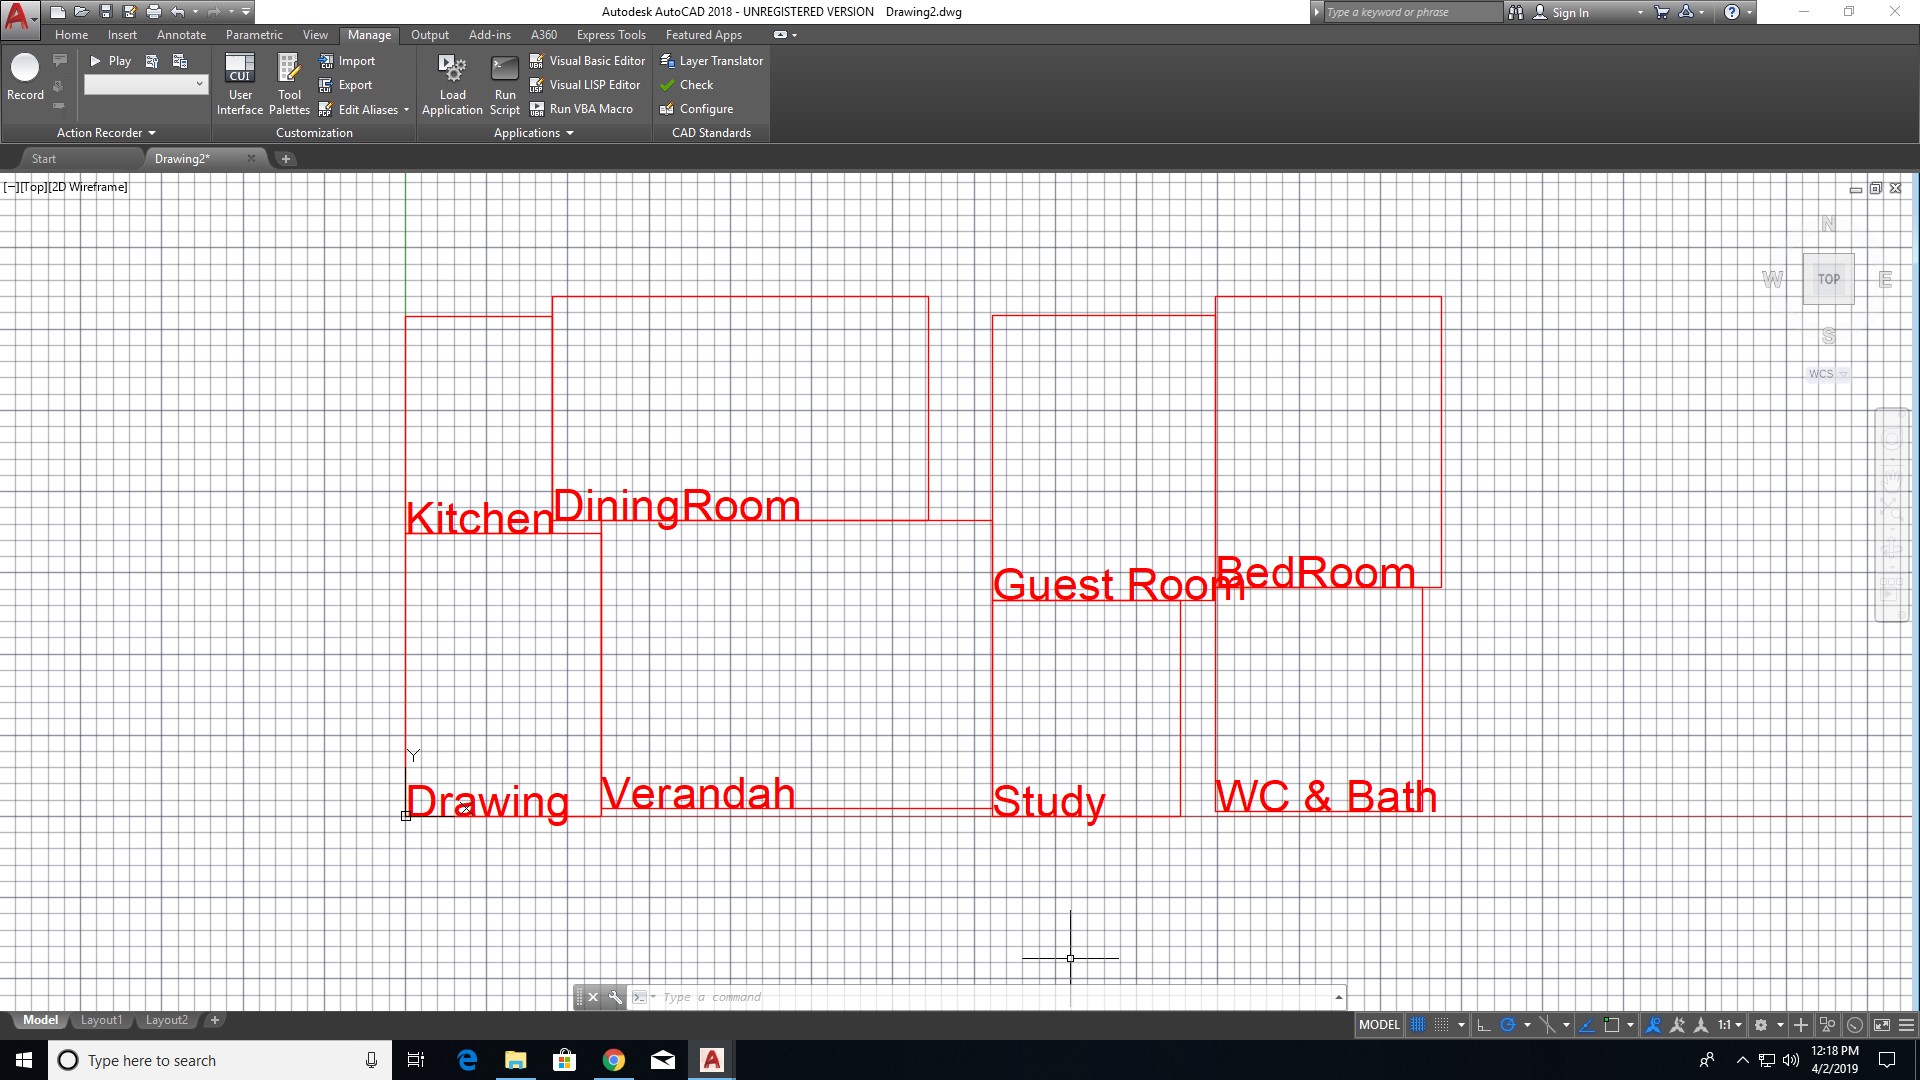 Autodesk AutoCAD 2018 - UNREGISTERED VERSION Drawing2.dwg
Type a keyword or phrase
Sign In
Home Insert Annotate Parametric View Manage Output Add-ins A360 Express Tools Featured Apps
Record
Play
CUI
User Interface
Tool Palettes
Import
Export
Edit Aliases
Load Application
Run Script
Visual Basic Editor
Visual LISP Editor
Run VBA Macro
Layer Translator
Check
Configure
Action Recorder
Customization
Applications
CAD Standards
Start
Drawing2*
[−][Top][2D Wireframe]
N
W TOP E
S
WCS
Kitchen
DiningRoom
Guest Room
BedRoom
Y
Drawing
X
Verandah
Study
WC & Bath
Type a command
Model Layout1 Layout2
MODEL
1:1
Type here to search
12:18 PM
4/2/2019